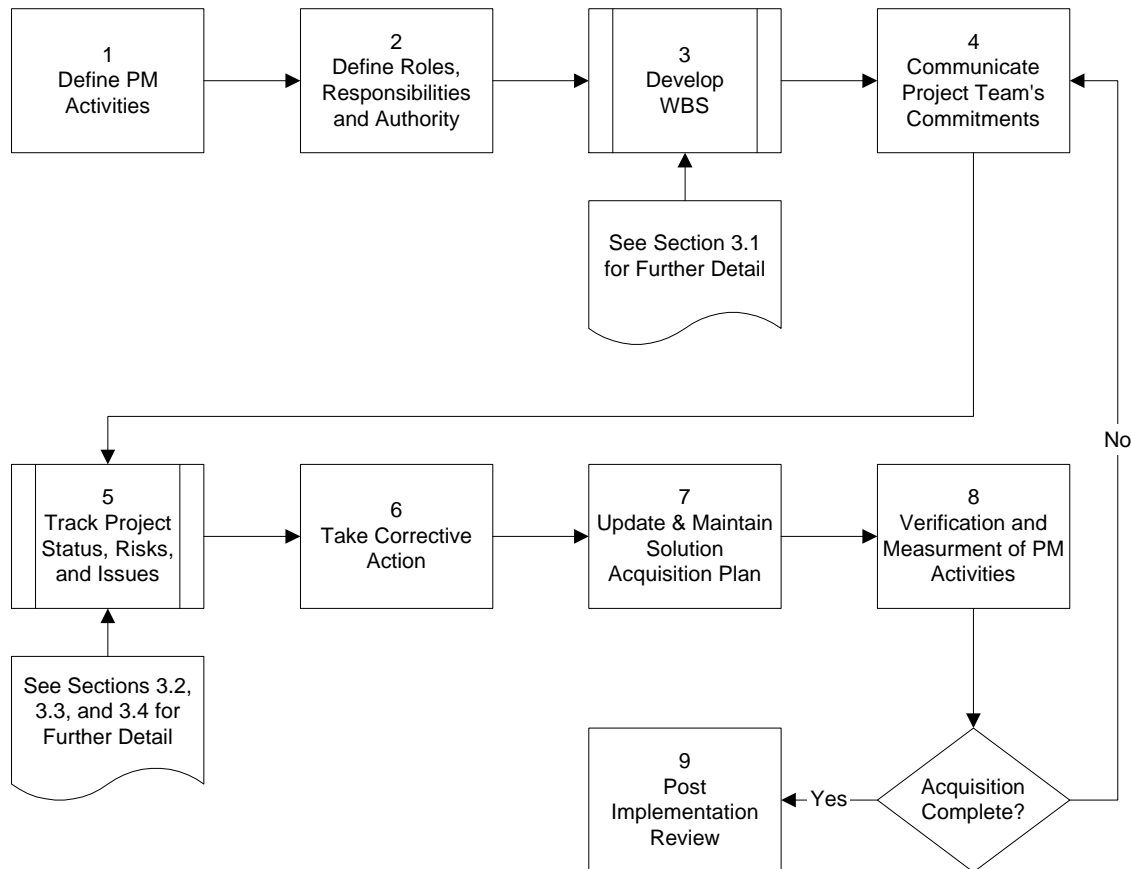 1
Define PM
Activities
2
Define Roles,
Responsibilities
and Authority
3
Develop
WBS
4
Communicate
Project Team's
Commitments
See Section 3.1
for Further Detail
No
5
Track Project
Status, Risks,
and Issues
6
Take Corrective
Action
7
Update & Maintain
Solution
Acquisition Plan
8
Verification and
Measurment of PM
Activities
See Sections 3.2,
3.3, and 3.4 for
Further Detail
9
Post
Implementation
Review
Yes
Acquisition
Complete?